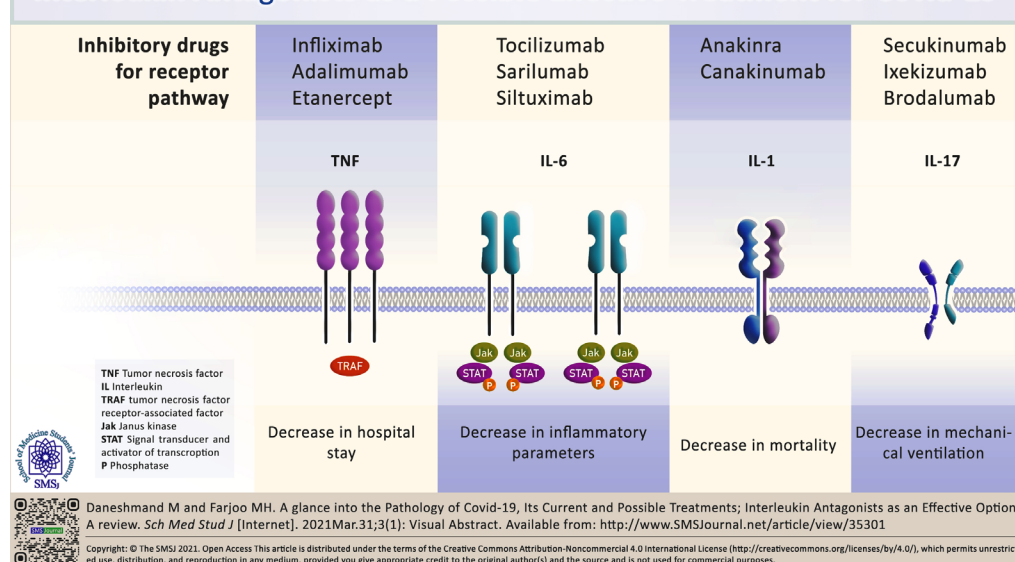 Inhibitory drugs
for receptor
pathway
Infliximab
Adalimumab
Etanercept
Tocilizumab
Sarilumab
Siltuximab
Anakinra
Canakinumab
Secukinumab
Ixekizumab
Brodalumab
TNF
IL-6
IL-1
IL-17
TRAF
Jak
Jak
STAT
STAT
P
P
Jak
Jak
STAT
STAT
P
P
TNF Tumor necrosis factor
IL Interleukin
TRAF tumor necrosis factor
receptor-associated factor
Jak Janus kinase
STAT Signal transducer and
activator of transcroption
P Phosphatase
Decrease in hospital
stay
Decrease in inflammatory
parameters
Decrease in mortality
Decrease in mechani-
cal ventilation
School of Medicine Students' Journal
SMSJ
SMSJournal
Daneshmand M and Farjoo MH. A glance into the Pathology of Covid-19, Its Current and Possible Treatments; Interleukin Antagonists as an Effective Option
A review. Sch Med Stud J [Internet]. 2021Mar.31;3(1): Visual Abstract. Available from: http://www.SMSJournal.net/article/view/35301
Copyright: © The SMSJ 2021. Open Access This article is distributed under the terms of the Creative Commons Attribution-Noncommercial 4.0 International License (http://creativecommons.org/licenses/by/4.0/), which permits unrestric
ed use, distribution, and reproduction in any medium, provided you give appropriate credit to the original author(s) and the source and is not used for commercial purposes.